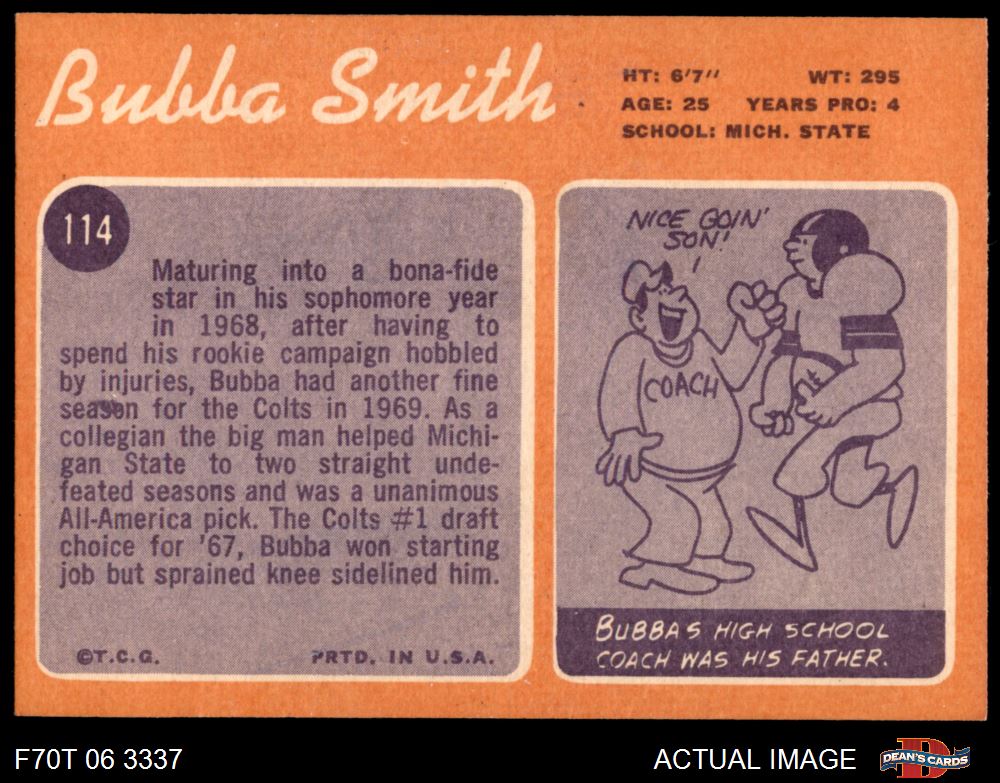 Bubba Smith
HT: 6'7" WT: 295
AGE: 25 YEARS PRO: 4
SCHOOL: MICH. STATE
114
Maturing into a bona-fide
star in his sophomore year
in 1968, after having to
spend his rookie campaign hobbled
by injuries, Bubba had another fine
season for the Colts in 1969. As a
collegian the big man helped Michi-
gan State to two straight unde-
feated seasons and was a unanimous
All-America pick. The Colts #1 draft
choice for '67, Bubba won starting
job but sprained knee sidelined him.
©T.C.G. PRTD. IN U.S.A.
NICE GOIN'
SON!
COACH
BUBBAS HIGH SCHOOL
COACH WAS HIS FATHER.
F70T 06 3337
ACTUAL IMAGE
D
DEAN'S CARDS